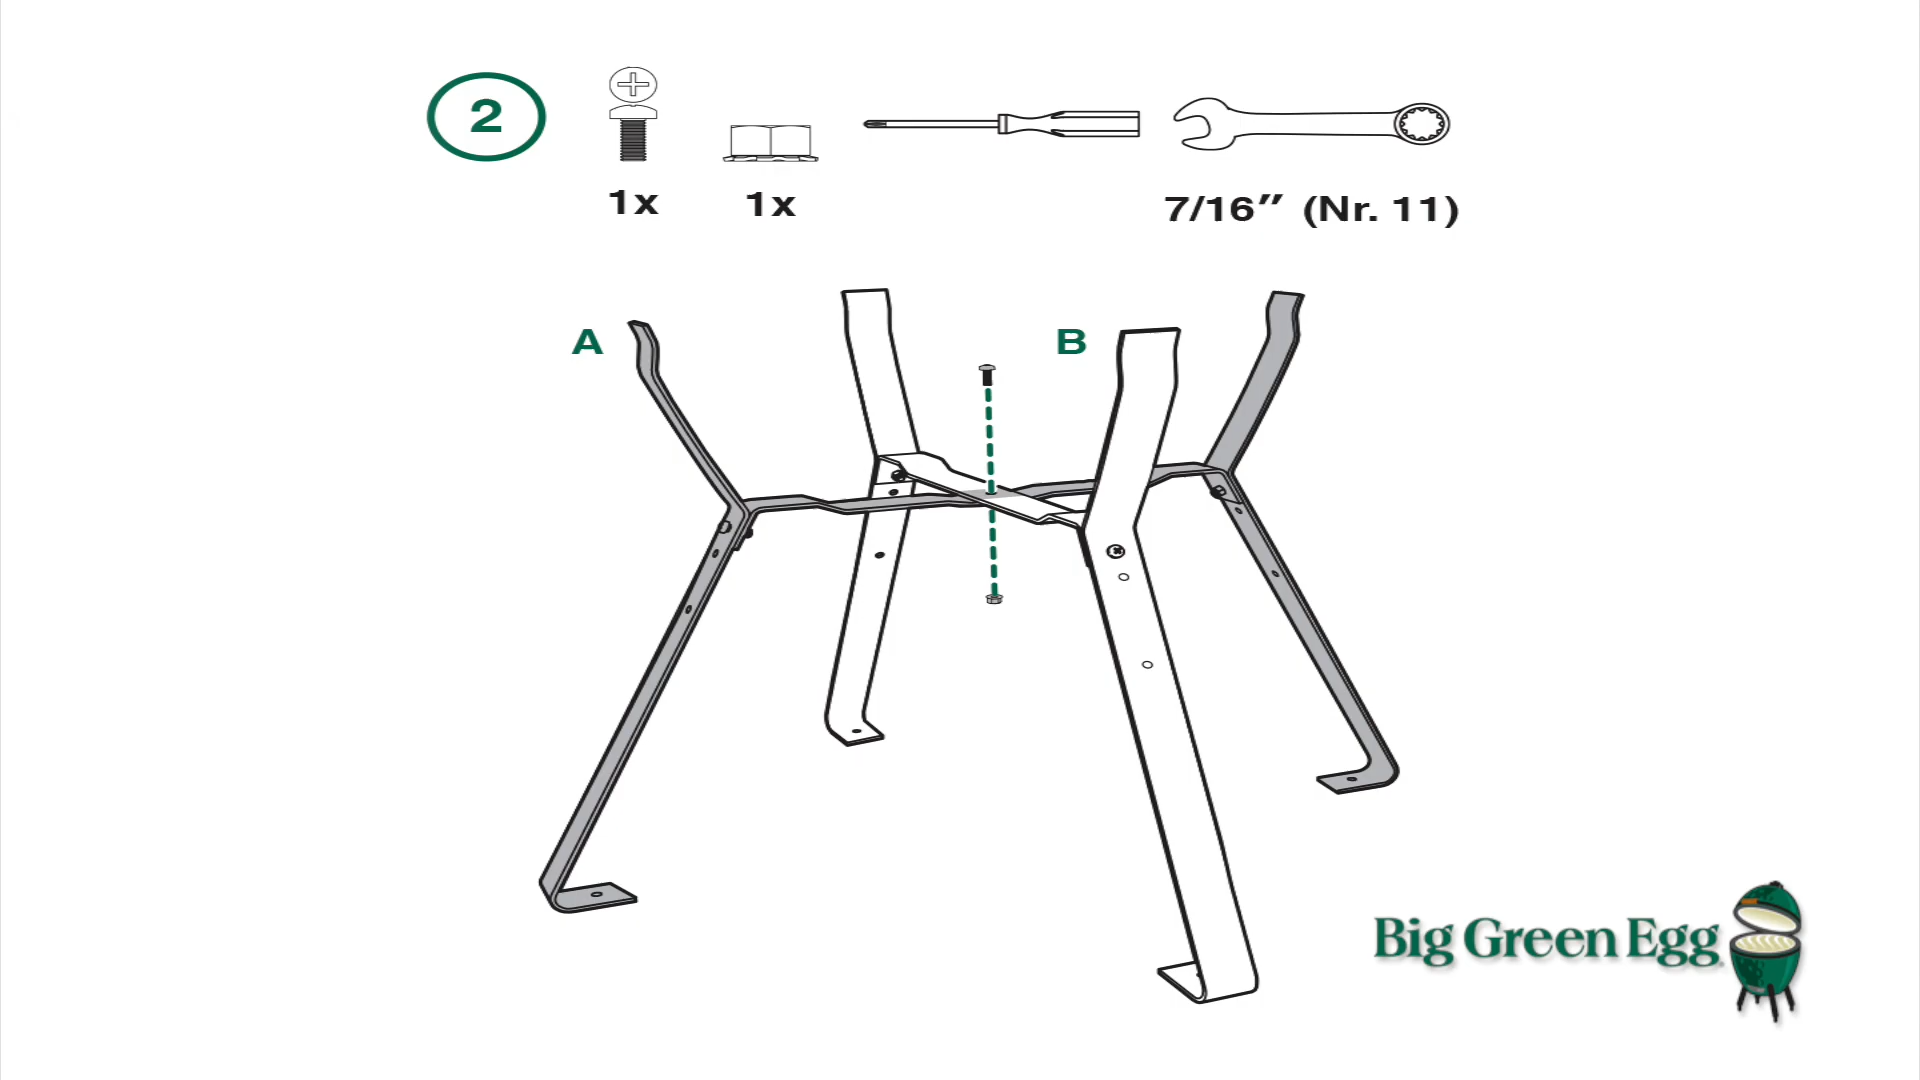 2
1x
1x
7/16″ (Nr. 11)
A
B
Big Green Egg